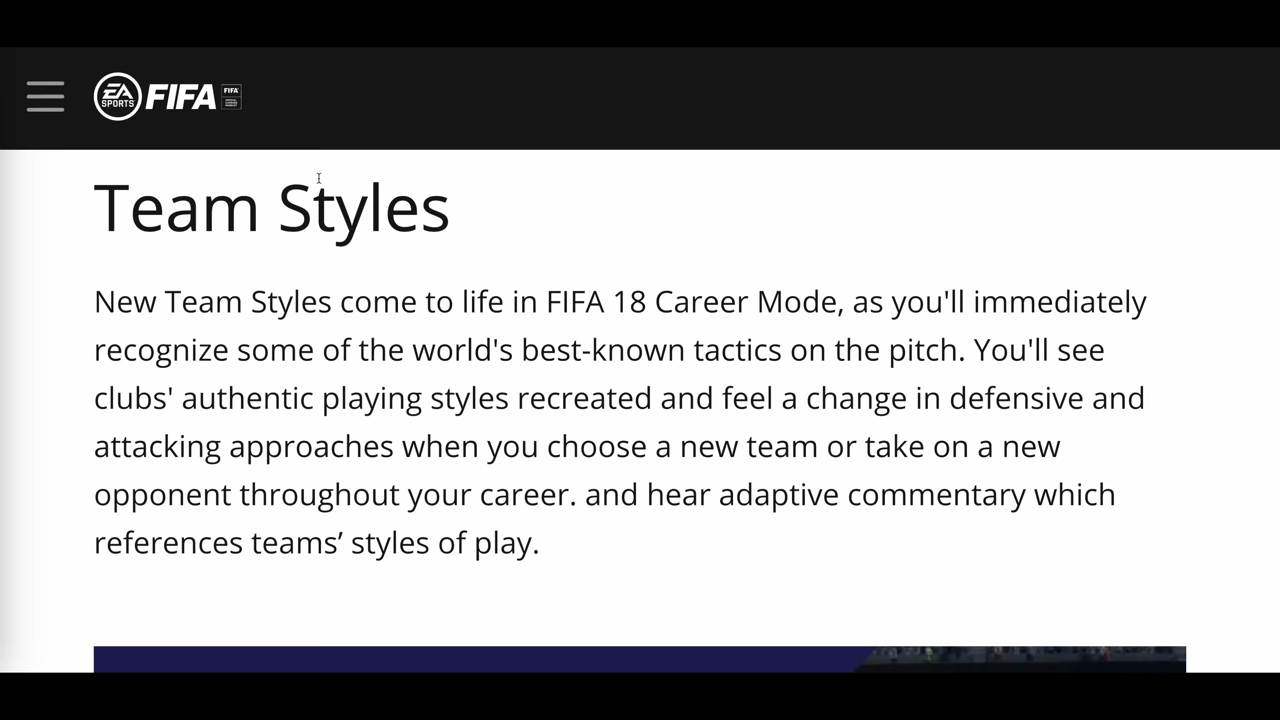 EA SPORTS FIFA FIFA
Team Styles
New Team Styles come to life in FIFA 18 Career Mode, as you'll immediately
recognize some of the world's best-known tactics on the pitch. You'll see
clubs' authentic playing styles recreated and feel a change in defensive and
attacking approaches when you choose a new team or take on a new
opponent throughout your career. and hear adaptive commentary which
references teams’ styles of play.